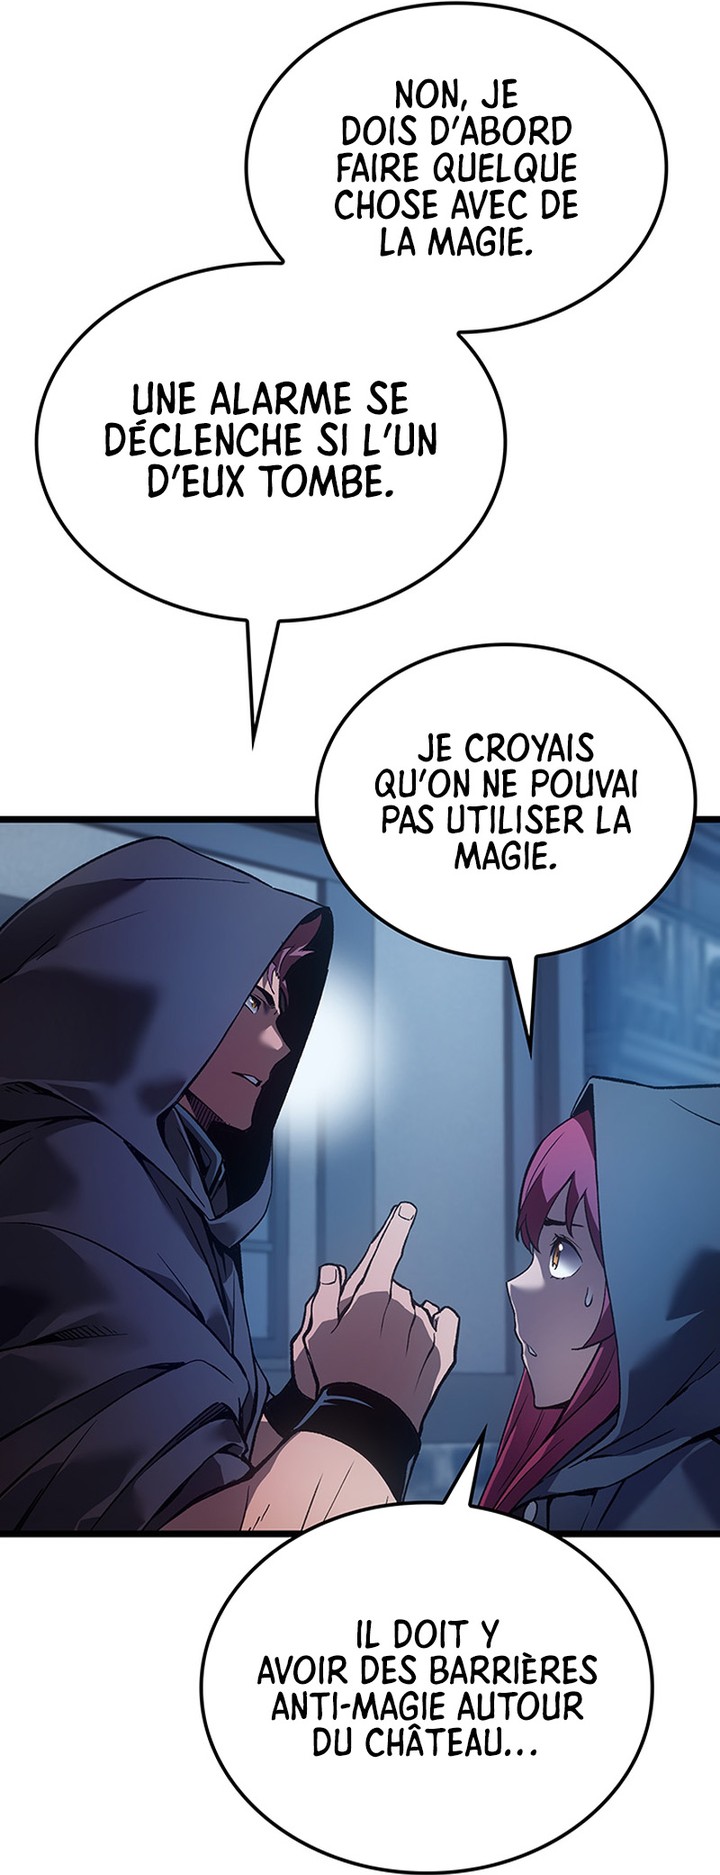 NON, JE
DOIS D'ABORD
FAIRE QUELQUE
CHOSE AVEC DE
LA MAGIE.
UNE ALARME SE
DÉCLENCHE SI L'UN
D'EUX TOMBE.
JE CROYAIS
QU'ON NE POUVAI
PAS UTILISER LA
MAGIE.
IL DOIT Y
AVOIR DES BARRIÈRES
ANTI-MAGIE AUTOUR
DU CHÂTEAU...